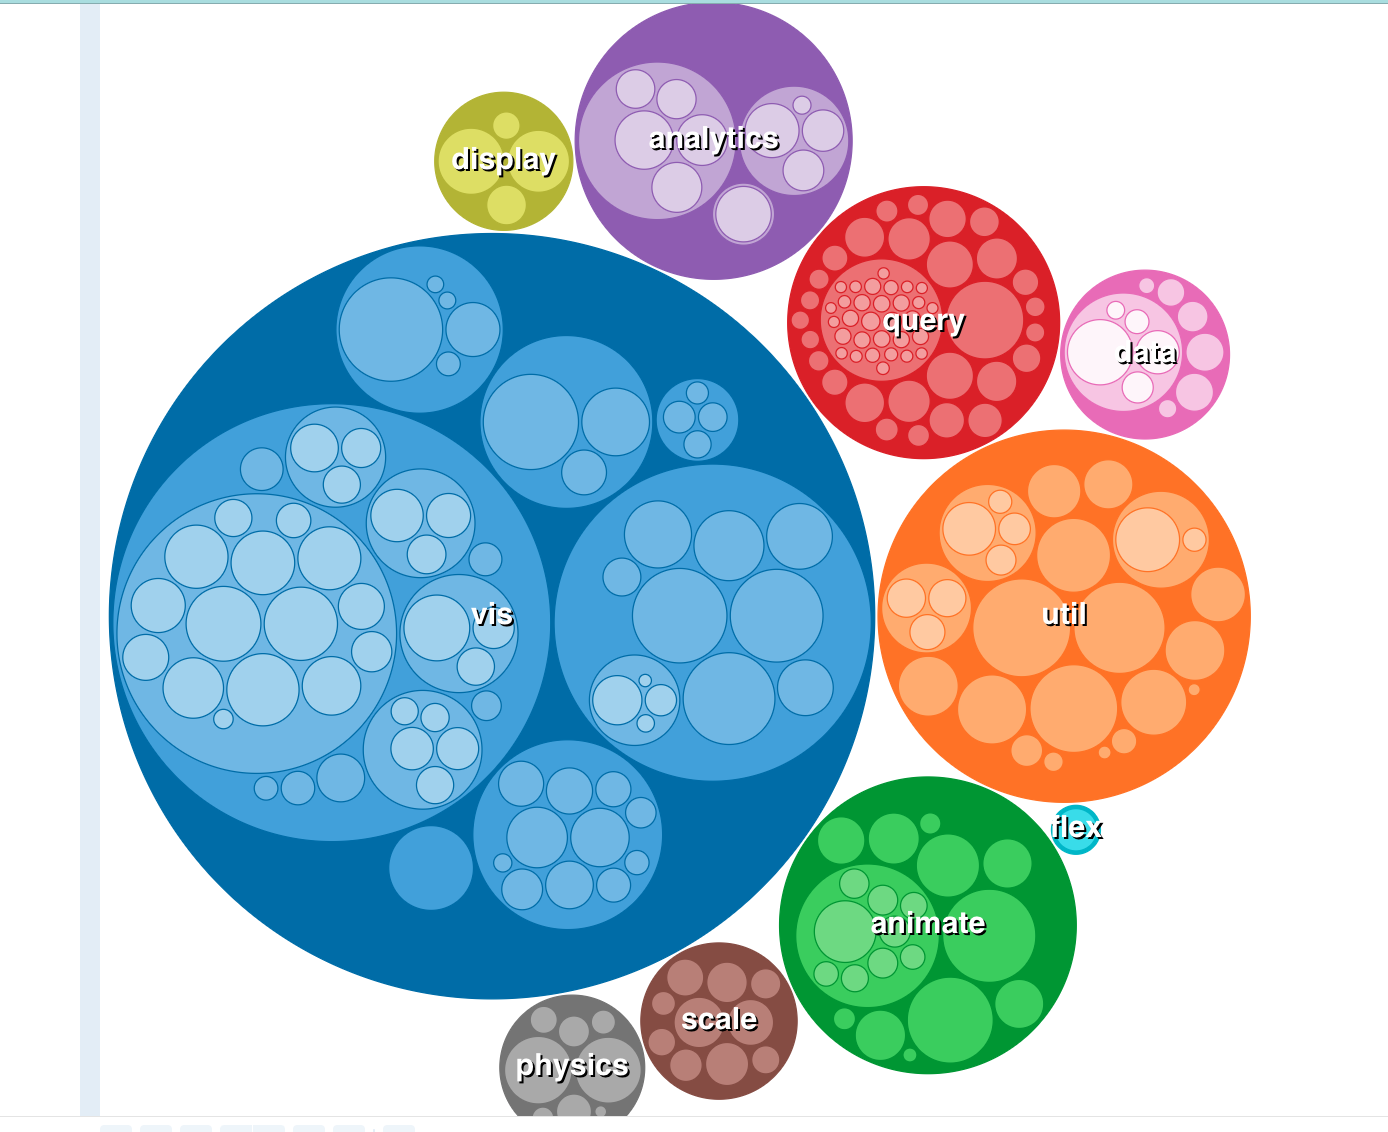 analytics
display
query
data
vis
util
flex
animate
scale
physics